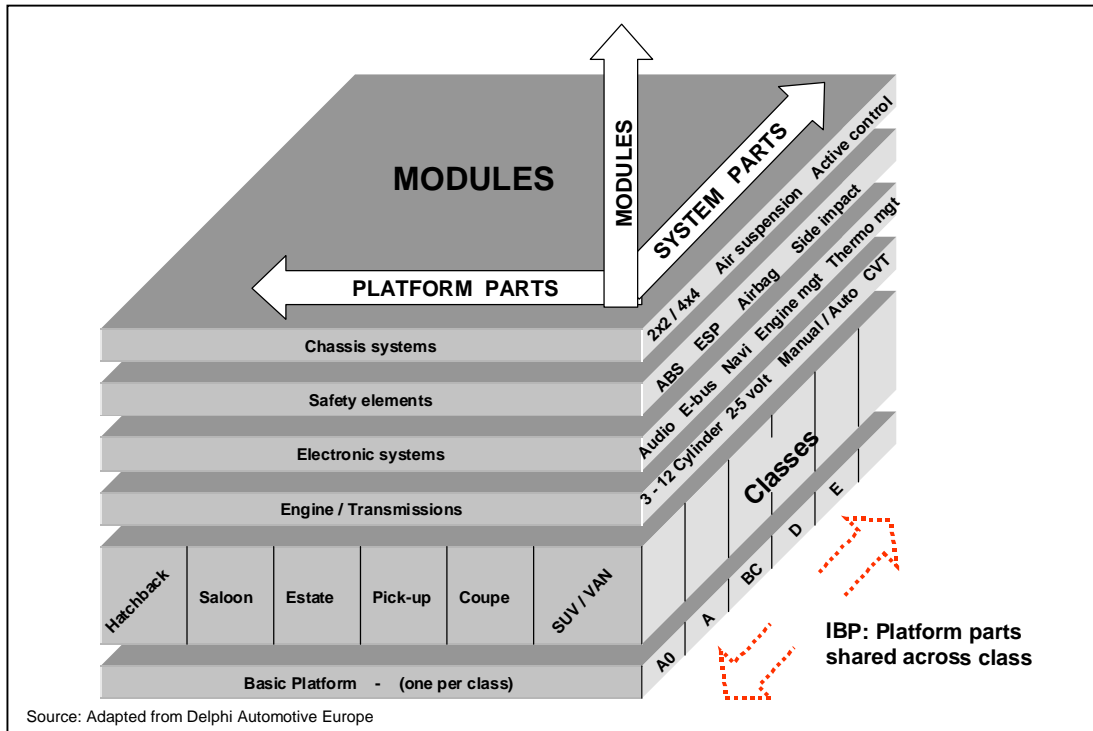 MODULES
MODULES
SYSTEM PARTS
PLATFORM PARTS
Chassis systems
2x2 / 4x4 Air suspension Active control
Safety elements
ABS ESP Airbag Side impact
Electronic systems
Audio E-bus Navi Engine mgt Thermo mgt
Engine / Transmissions
3 - 12 Cylinder 2-5 volt Manual / Auto CVT
Hatchback
Saloon
Estate
Pick-up
Coupe
SUV / VAN
Classes
Basic Platform - (one per class)
A0
A
BC
D
E
IBP: Platform parts
shared across class
Source: Adapted from Delphi Automotive Europe